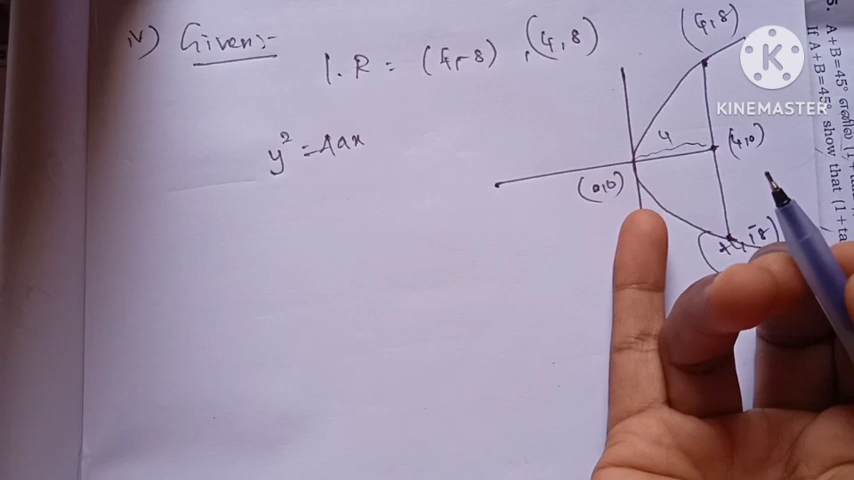 iv) Given:-
l.R = (4,-8) , (4,8)
y² = 4ax
(4,8)
4
(4,0)
(0,0)
KINEMASTER
5. A+B=45°
If A+B=45°, show that (1+ta